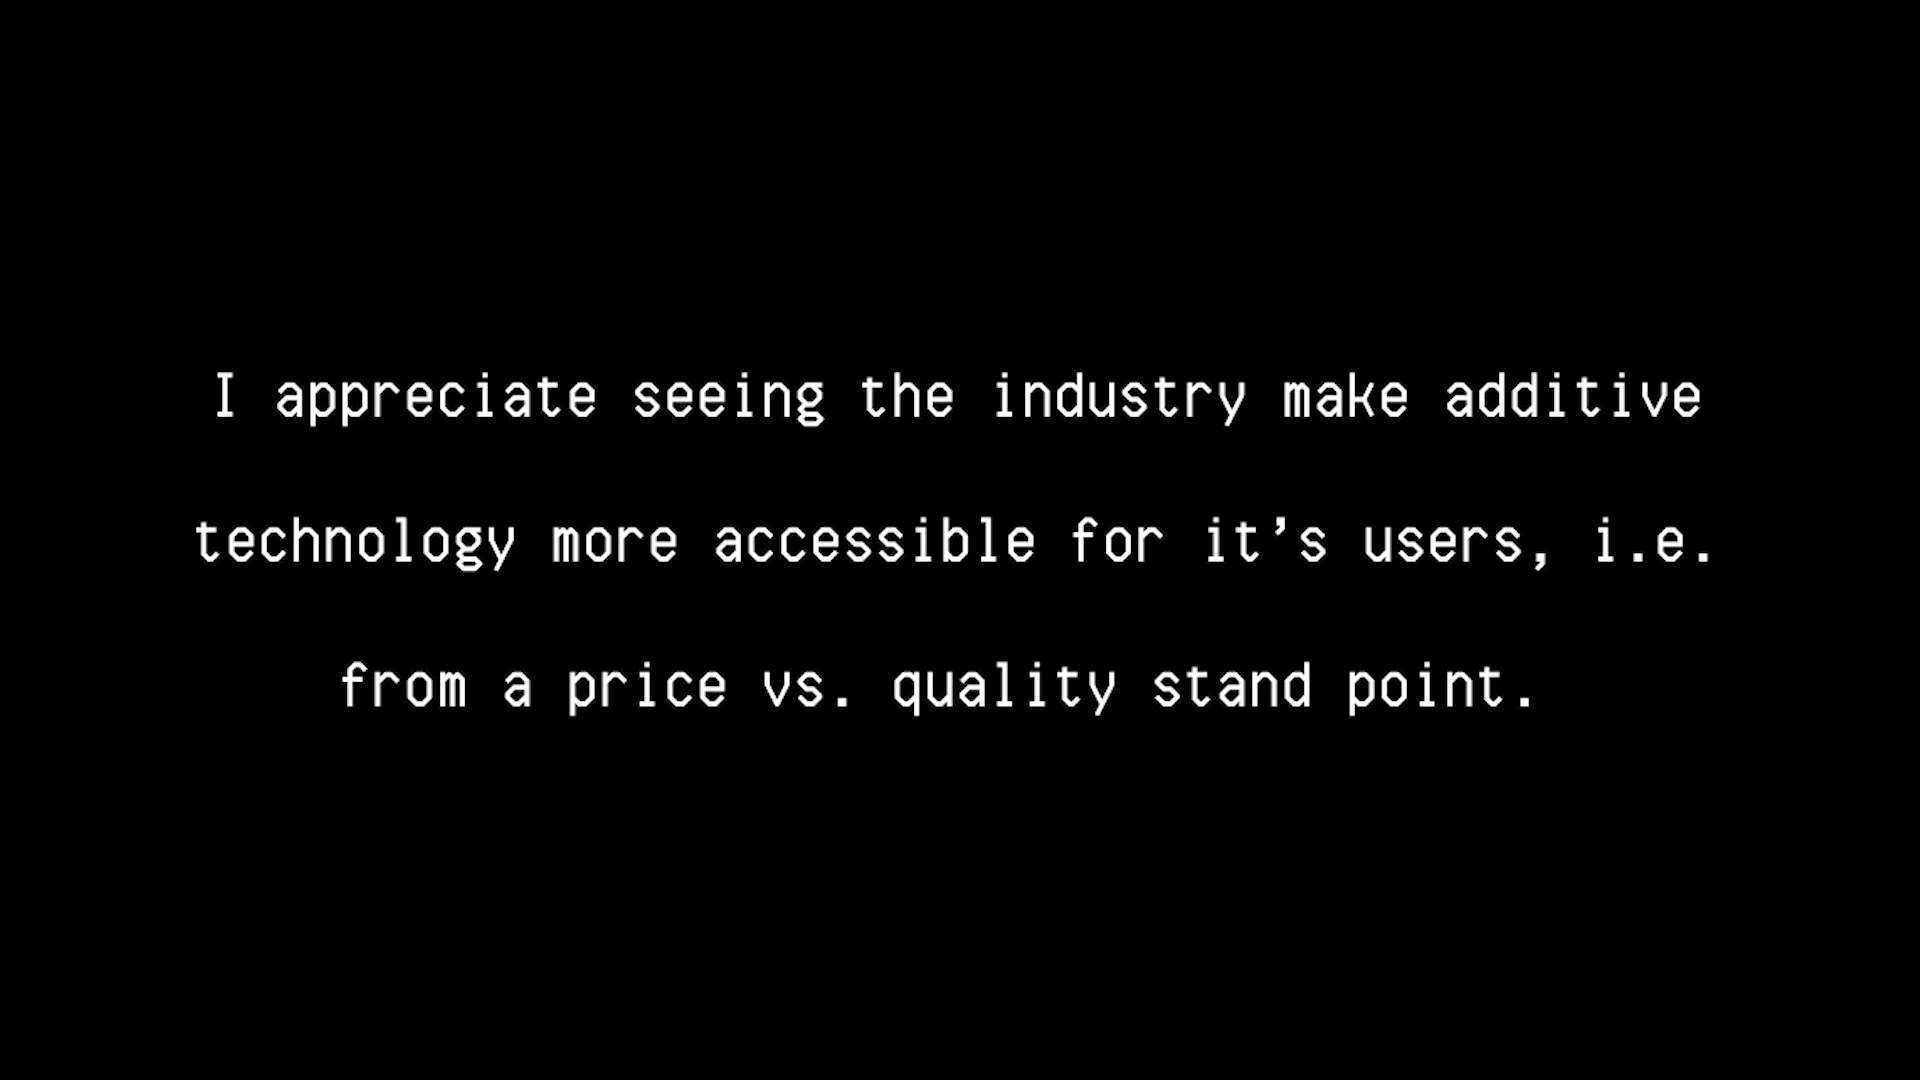 I appreciate seeing the industry make additive
technology more accessible for it’s users, i.e.
from a price vs. quality stand point.